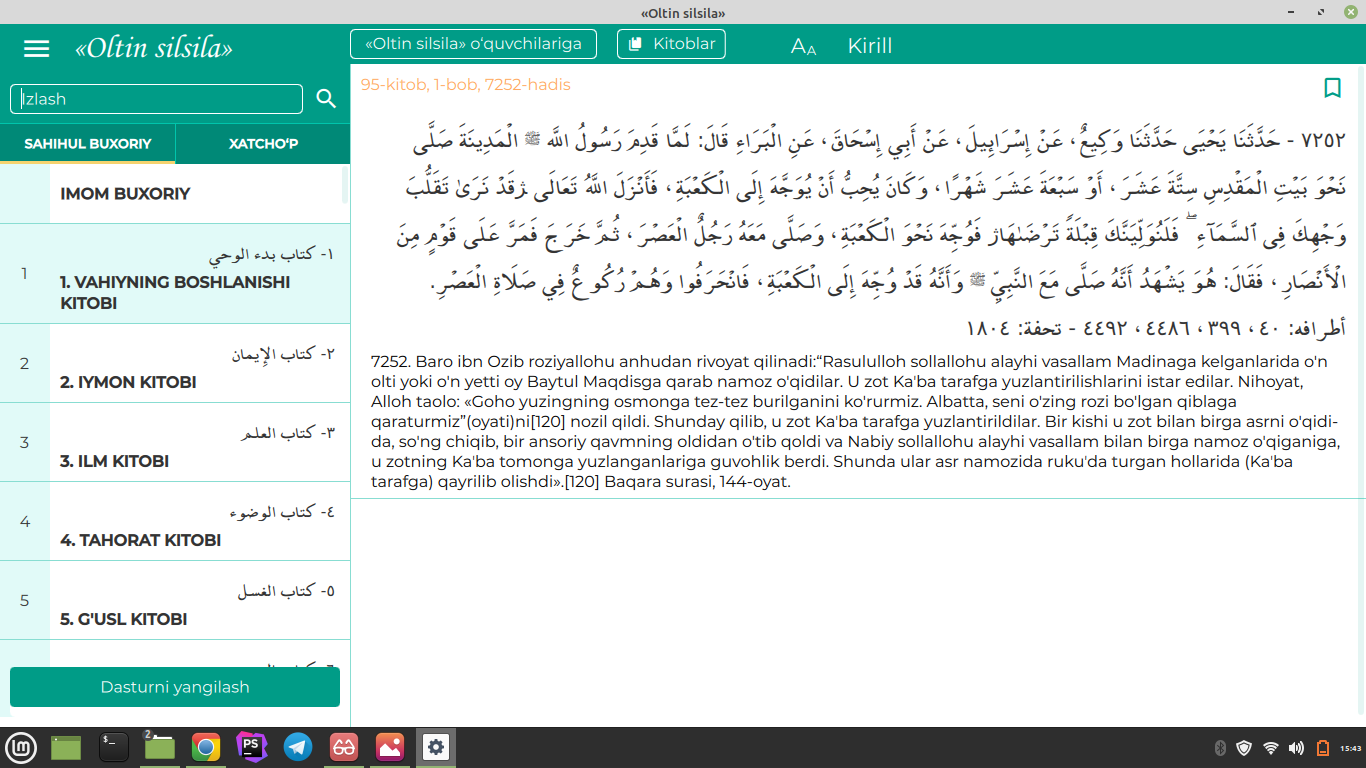 «Oltin silsila»
«Oltin silsila»
«Oltin silsila» o‘quvchilariga
Kitoblar
AA
Kirill
Izlash
SAHIHUL BUXORIY
XATCHO‘P
IMOM BUXORIY
1
١- كتاب بدء الوحي
1. VAHIYNING BOSHLANISHI
KITOBI
2
٢- كتاب الإيمان
2. IYMON KITOBI
3
٣- كتاب العلم
3. ILM KITOBI
4
٤- كتاب الوضوء
4. TAHORAT KITOBI
5
٥- كتاب الغسل
5. G'USL KITOBI
Dasturni yangilash
95-kitob, 1-bob, 7252-hadis
٧٢٥٢ - حَدَّثَنَا يَحْيَى حَدَّثَنَا وَكِيعٌ، عَنْ إِسْرَايِيلَ، عَنْ أَبِي إِسْحَاقَ، عَنِ الْبَرَاءِ قَالَ: لَمَّا قَدِمَ رَسُولُ اللَّهِ ﷺ الْمَدِينَةَ صَلَّى
نَحْوَ بَيْتِ الْمَقْدِسِ سِتَّةَ عَشَرَ، أَوْ سَبْعَةَ عَشَرَ شَهْرًا، وَكَانَ يُحِبُّ أَنْ يُوَجَّهَ إِلَى الْكَعْبَةِ، فَأَنْزَلَ اللَّهُ تَعَالَى ﴿قَدْ نَرَىٰ تَقَلُّبَ
وَجْهِكَ فِى ٱلسَّمَآءِ ۖ فَلَنُوَلِّيَنَّكَ قِبْلَةً تَرْضَىٰهَا﴾ فَوُجِّهَ نَحْوَ الْكَعْبَةِ، وَصَلَّى مَعَهُ رَجُلٌ الْعَصْرَ، ثُمَّ خَرَجَ فَمَرَّ عَلَى قَوْمٍ مِنَ
الْأَنْصَارِ، فَقَالَ: هُوَ يَشْهَدُ أَنَّهُ صَلَّى مَعَ النَّبِيِّ ﷺ وَأَنَّهُ قَدْ وُجِّهَ إِلَى الْكَعْبَةِ، فَانْحَرَفُوا وَهُمْ رُكُوعٌ فِي صَلَاةِ الْعَصْرِ.
أطرافه: ٤٠، ٣٩٩، ٤٤٨٦، ٤٤٩٢ - تحفة: ١٨٠٤
7252. Baro ibn Ozib roziyallohu anhudan rivoyat qilinadi:“Rasululloh sollallohu alayhi vasallam Madinaga kelganlarida o'n
olti yoki o'n yetti oy Baytul Maqdisga qarab namoz o'qidilar. U zot Ka'ba tarafga yuzlantirilishlarini istar edilar. Nihoyat,
Alloh taolo: «Goho yuzingning osmonga tez-tez burilganini ko'rurmiz. Albatta, seni o'zing rozi bo'lgan qiblaga
qaraturmiz”(oyati)ni[120] nozil qildi. Shunday qilib, u zot Ka'ba tarafga yuzlantirildilar. Bir kishi u zot bilan birga asrni o'qidi-
da, so'ng chiqib, bir ansoriy qavmning oldidan o'tib qoldi va Nabiy sollallohu alayhi vasallam bilan birga namoz o'qiganiga,
u zotning Ka'ba tomonga yuzlanganlariga guvohlik berdi. Shunda ular asr namozida ruku'da turgan hollarida (Ka'ba
tarafga) qayrilib olishdi».[120] Baqara surasi, 144-oyat.
2
PS
15:43